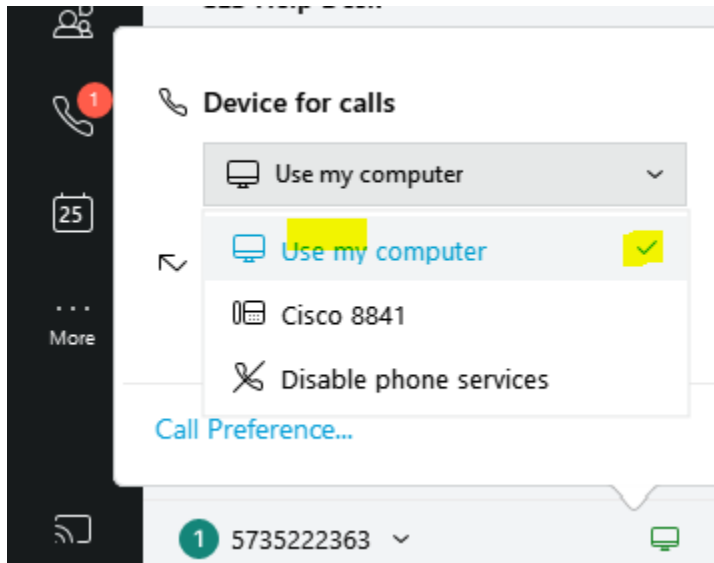 1
Device for calls
Use my computer
25
Use my computer
Cisco 8841
More
Disable phone services
Call Preference...
1 5735222363